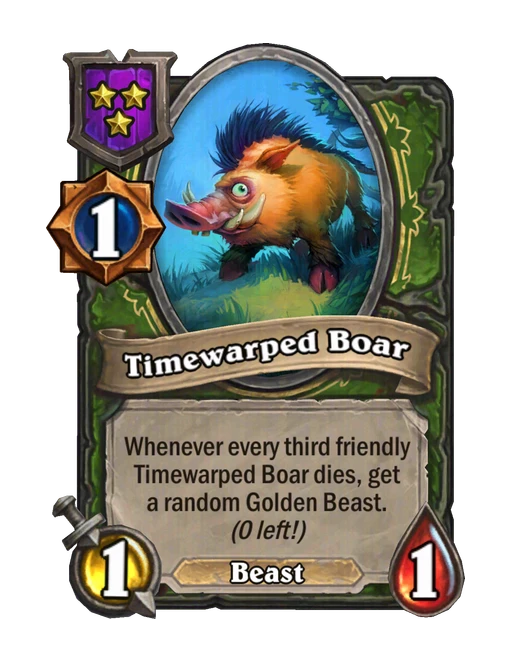 1
Timewarped Boar
Whenever every third friendly
Timewarped Boar dies, get
a random Golden Beast.
(0 left!)
1
Beast
1